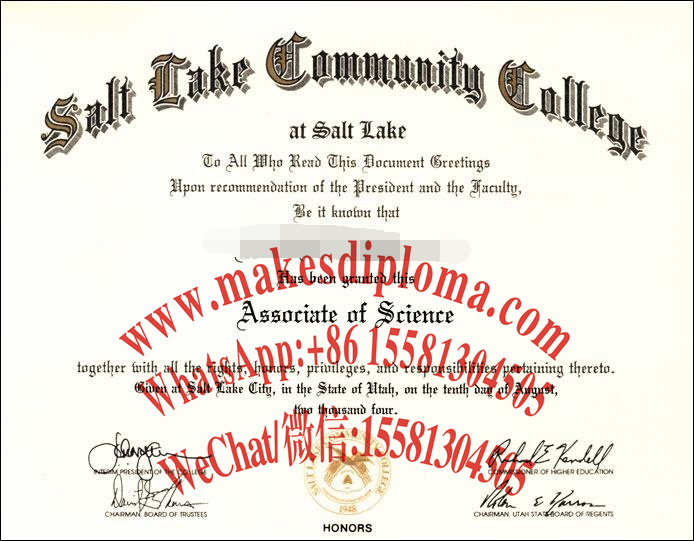 Salt Lake Community College
at Salt Lake
To All Who Read This Document Greetings
Upon recommendation of the President and the Faculty,
Be it known that
Has been granted this
www.makesdiploma.com
Associate of Science
WhatsApp:+86 15581304505
together with all the rights, honors, privileges, and responsibilities pertaining thereto.
Given at Salt Lake City, in the State of Utah, on the tenth day of August,
two thousand four.
WeChat/微信:15581304505
INTERIM PRESIDENT OF THE COLLEGE
COMMISSIONER OF HIGHER EDUCATION
CHAIRMAN, BOARD OF TRUSTEES
1948
CHAIRMAN, UTAH STATE BOARD OF REGENTS
HONORS